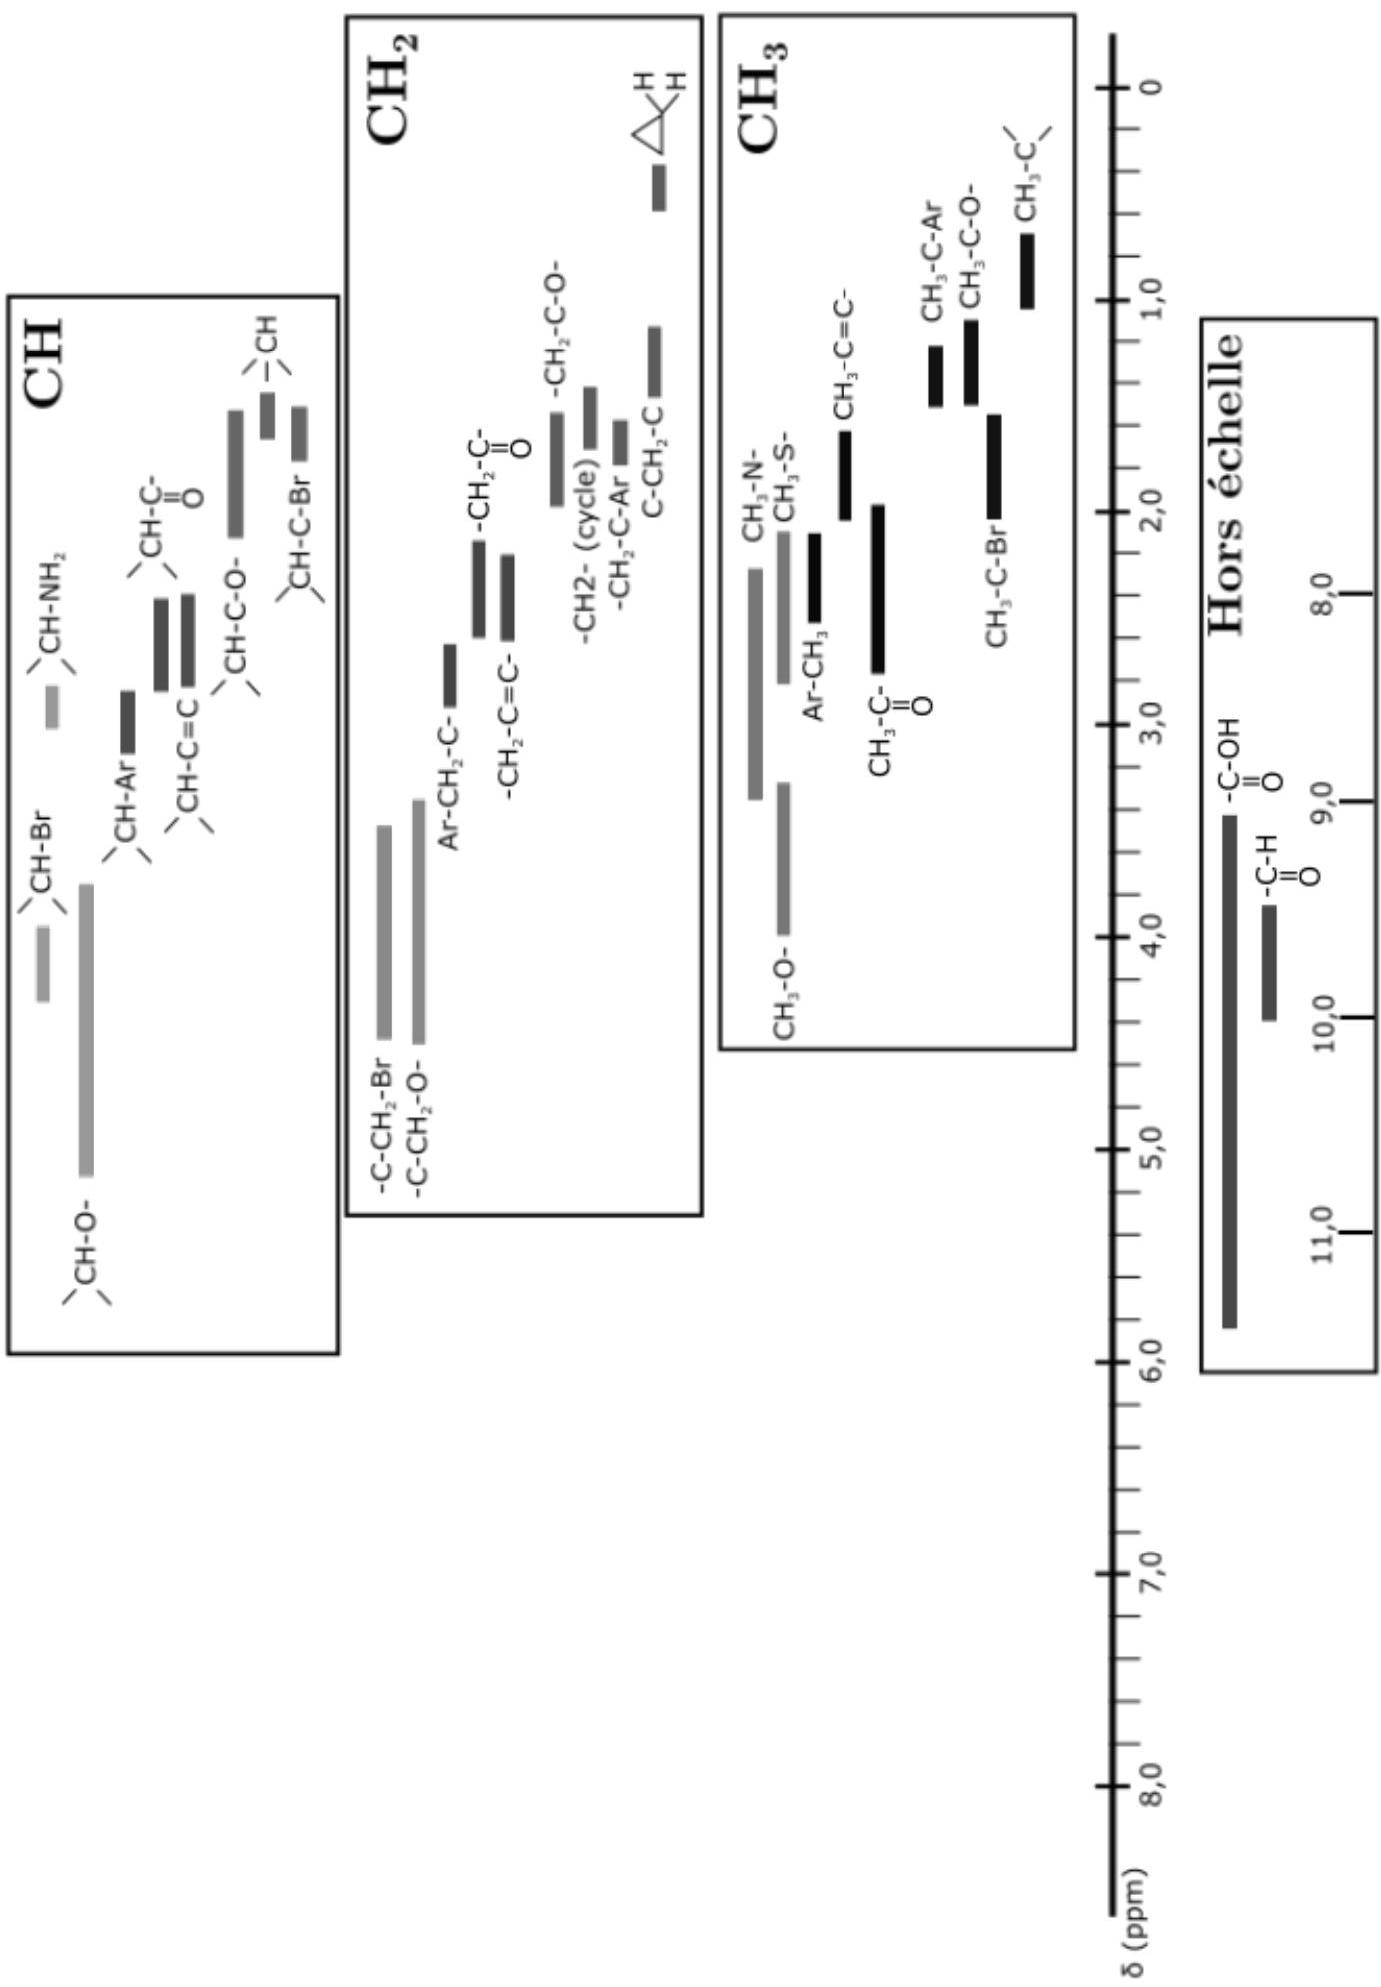 CH
CH-Br
CH-NH₂
CH-O-
CH-Ar
CH-C-
O
CH-C=C
CH-C-O-
-CH
CH-C-Br
CH₂
-C-CH₂-Br
-C-CH₂-O-
Ar-CH₂-C-
-CH₂-C-
O
-CH₂-C=C-
-CH₂-C-O-
-CH2- (cycle)
-CH₂-C-Ar
C-CH₂-C
H
H
CH₃
CH₃-N-
CH₃-O-
CH₃-S-
Ar-CH₃
CH₃-C=C-
CH₃-C-
O
CH₃-C-Ar
CH₃-C-O-
CH₃-C-Br
CH₃-C
δ (ppm) 8,0 7,0 6,0 5,0 4,0 3,0 2,0 1,0 0
Hors échelle
-C-OH
O
-C-H
O
11,0 10,0 9,0 8,0